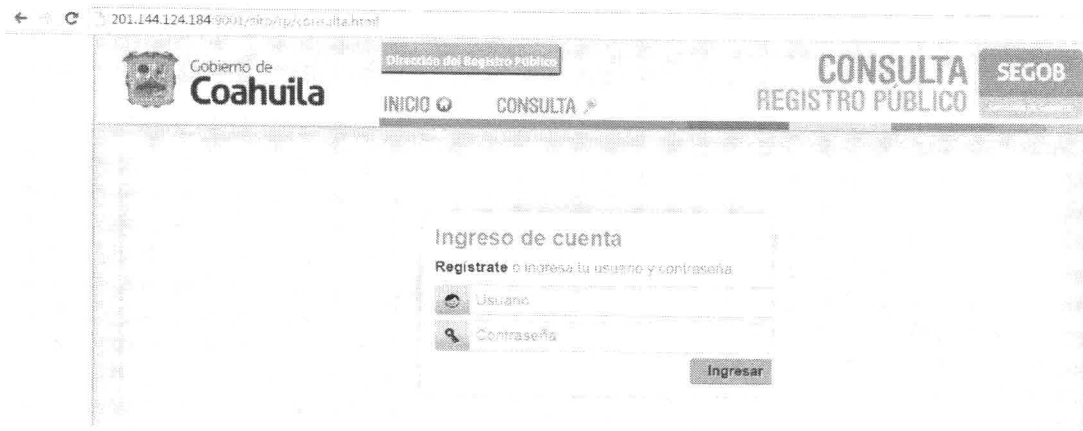 201.144.124.184:9001/
Gobierno de
Coahuila
Dirección del Registro Público
INICIO CONSULTA
CONSULTA
REGISTRO PÚBLICO
SEGOB
Ingreso de cuenta
Regístrate o ingresa tu usuario y contraseña
Usuario
Contraseña
Ingresar